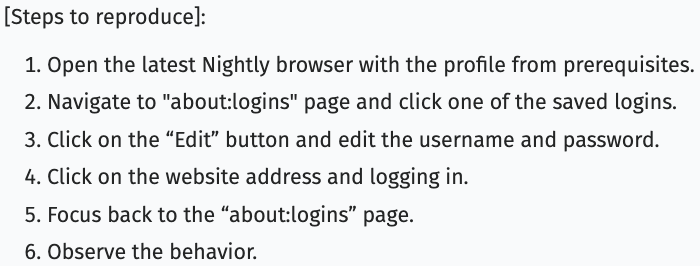 [Steps to reproduce]:
1. Open the latest Nightly browser with the profile from prerequisites.
2. Navigate to "about:logins" page and click one of the saved logins.
3. Click on the “Edit” button and edit the username and password.
4. Click on the website address and logging in.
5. Focus back to the “about:logins” page.
6. Observe the behavior.